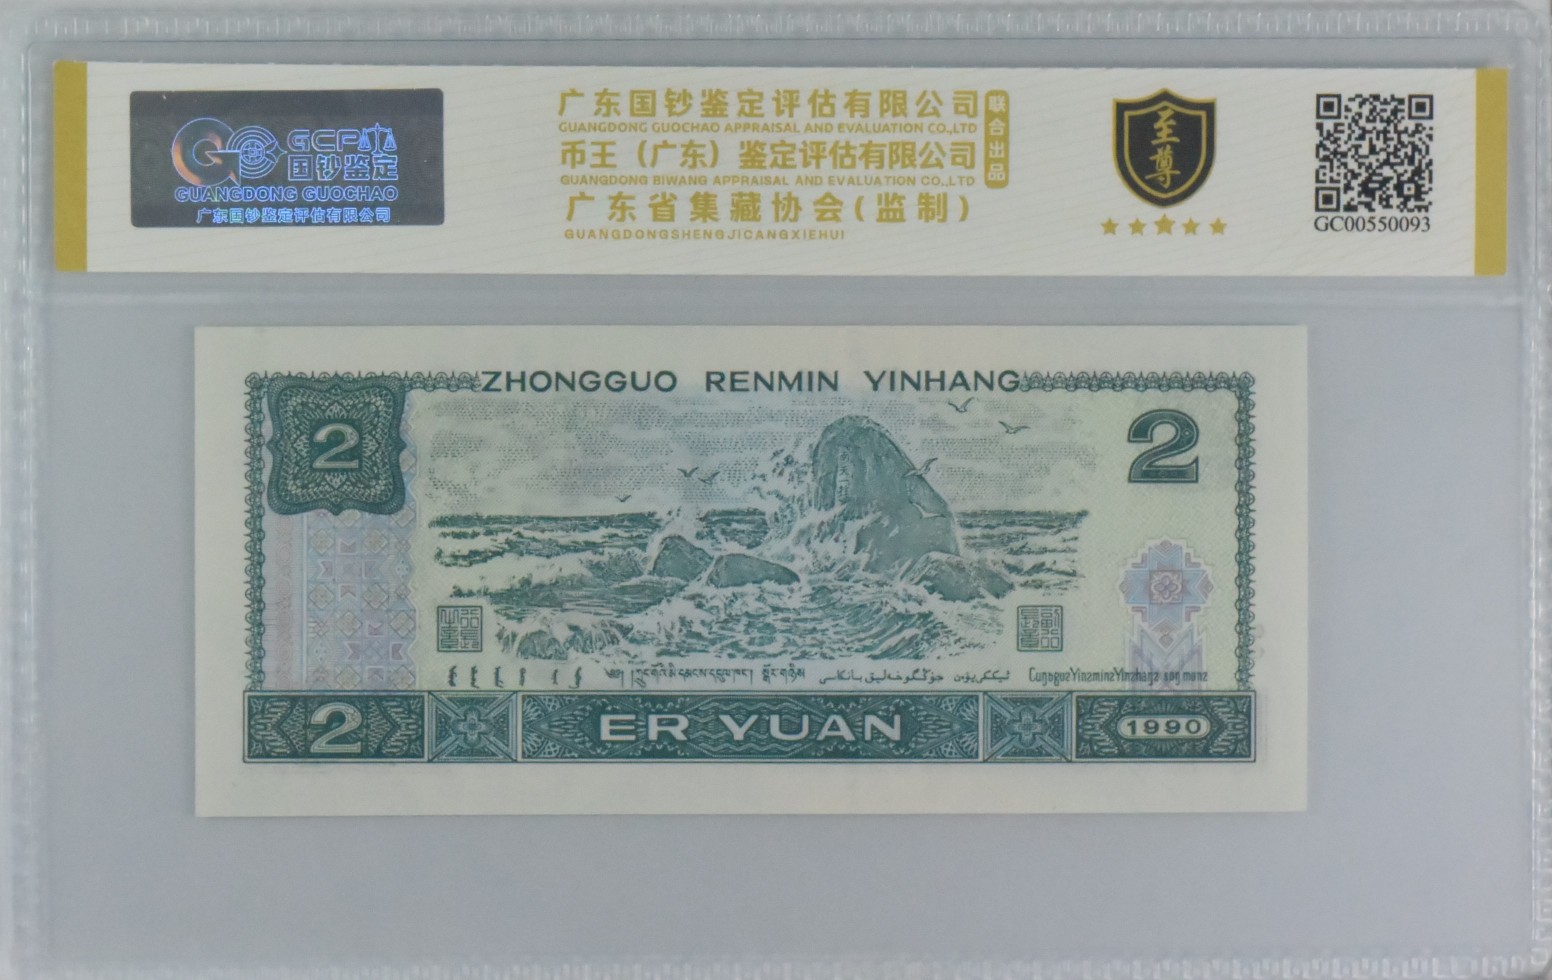 GCPA
国钞鉴定
GUANGDONG GUOCHAO
广东国钞鉴定评估有限公司
广东国钞鉴定评估有限公司
GUANGDONG GUOCHAO APPRAISAL AND EVALUATION CO.,LTD
币王（广东）鉴定评估有限公司
GUANGDONG BIWANG APPRAISAL AND EVALUATION CO.,LTD
广东省集藏协会(监制)
GUANGDONGSHENGJICANGXIEHUI
联合出品
至尊
GC00550093
ZHONGGUO RENMIN YINHANG
2
2
2
ER YUAN
1990